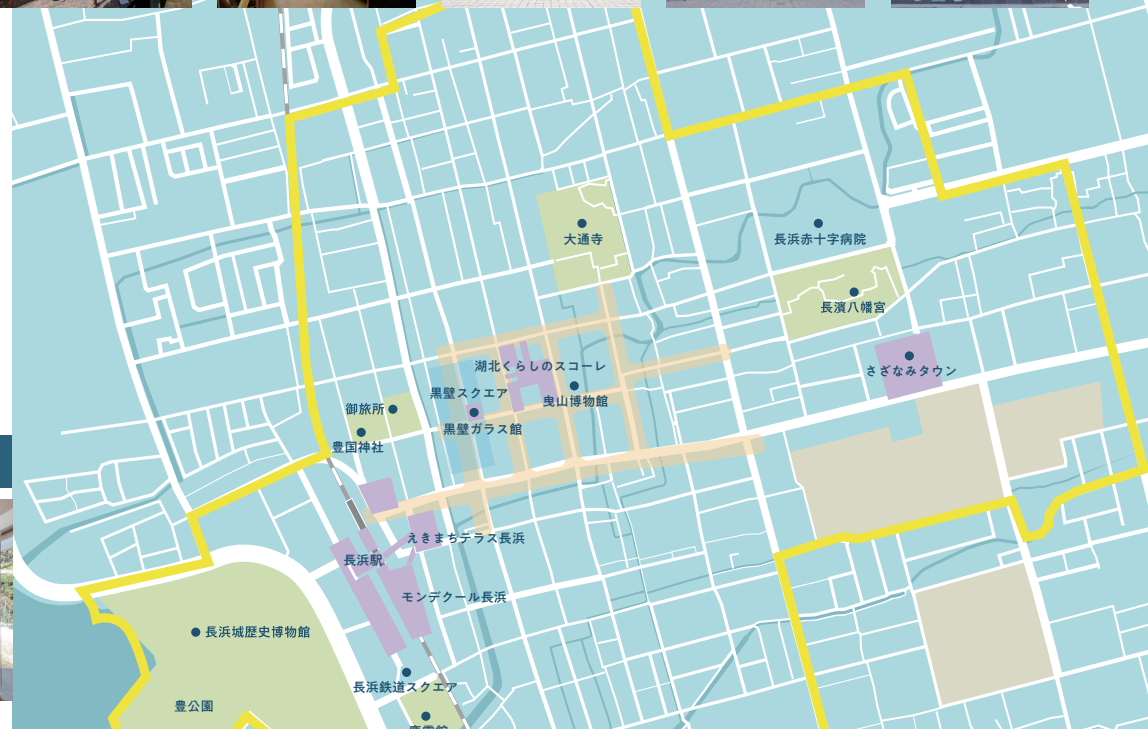 大通寺
長浜赤十字病院
長濱八幡宮
湖北くらしのスコーレ
さざなみタウン
黒壁スクエア
曳山博物館
御旅所
黒壁ガラス館
豊国神社
えきまちテラス長浜
長浜駅
モンデクール長浜
長浜城歴史博物館
長浜鉄道スクエア
豊公園